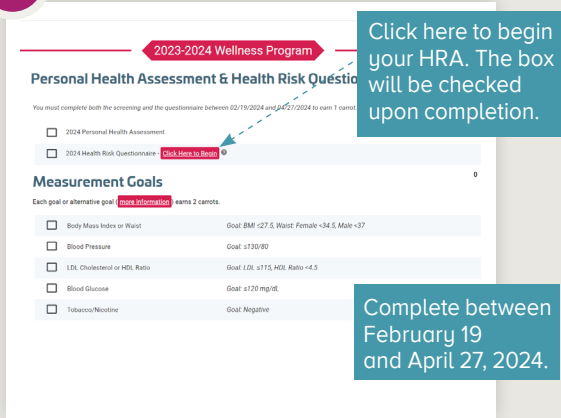 2023-2024 Wellness Program
Click here to begin
your HRA. The box
will be checked
upon completion.
Personal Health Assessment & Health Risk Questio
You must complete both the screening and the questionnaire between 02/19/2024 and 04/27/2024 to earn 1 carrot.
2024 Personal Health Assessment
2024 Health Risk Questionnaire - Click Here to Begin ?
Measurement Goals
0
Each goal or alternative goal ( more information ) earns 2 carrots.
Body Mass Index or Waist Goal: BMI ≤27.5, Waist: Female <34.5, Male <37
Blood Pressure Goal: ≤130/80
LDL Cholesterol or HDL Ratio Goal: LDL ≤115, HDL Ratio <4.5
Blood Glucose Goal: ≤120 mg/dL
Tobacco/Nicotine Goal: Negative
Complete between
February 19
and April 27, 2024.